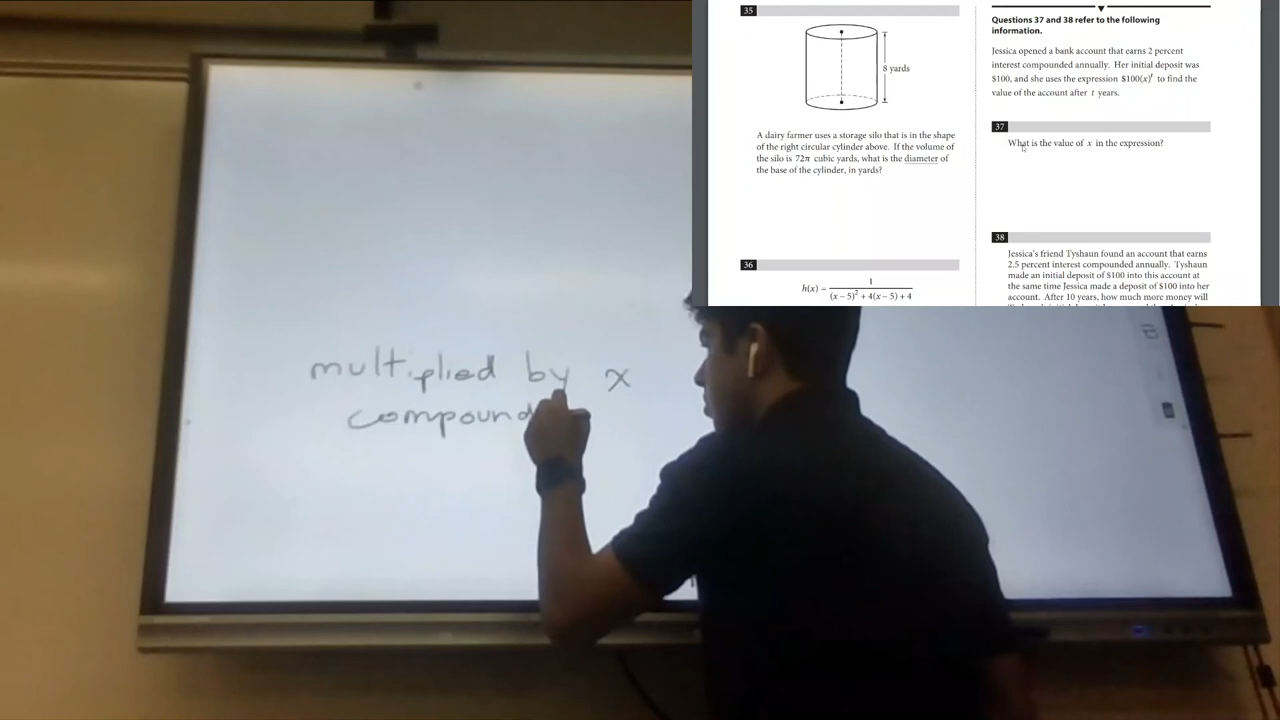 35
8 yards
A dairy farmer uses a storage silo that is in the shape
of the right circular cylinder above. If the volume of
the silo is 72π cubic yards, what is the diameter of
the base of the cylinder, in yards?
36
h(x) = 1 / (x − 5)² + 4(x − 5) + 4
Questions 37 and 38 refer to the following
information.
Jessica opened a bank account that earns 2 percent
interest compounded annually. Her initial deposit was
$100, and she uses the expression $100(x)ᵗ to find the
value of the account after t years.
37
What is the value of x in the expression?
38
Jessica's friend Tyshaun found an account that earns
2.5 percent interest compounded annually. Tyshaun
made an initial deposit of $100 into this account at
the same time Jessica made a deposit of $100 into her
account. After 10 years, how much more money will
multiplied by x
compound